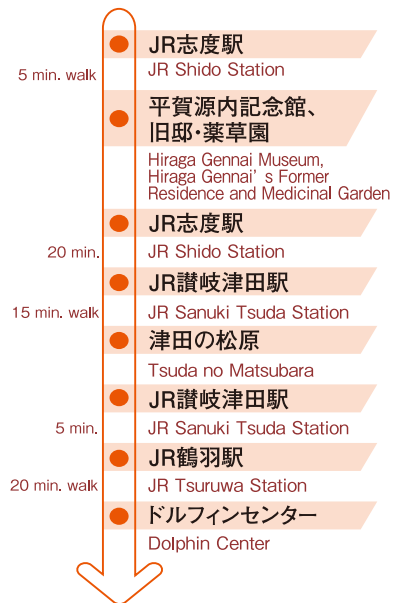 JR志度駅
JR Shido Station
5 min. walk
平賀源内記念館、
旧邸・薬草園
Hiraga Gennai Museum,
Hiraga Gennai’s Former
Residence and Medicinal Garden
JR志度駅
JR Shido Station
20 min.
JR讃岐津田駅
JR Sanuki Tsuda Station
15 min. walk
津田の松原
Tsuda no Matsubara
JR讃岐津田駅
JR Sanuki Tsuda Station
5 min.
JR鶴羽駅
JR Tsuruwa Station
20 min. walk
ドルフィンセンター
Dolphin Center